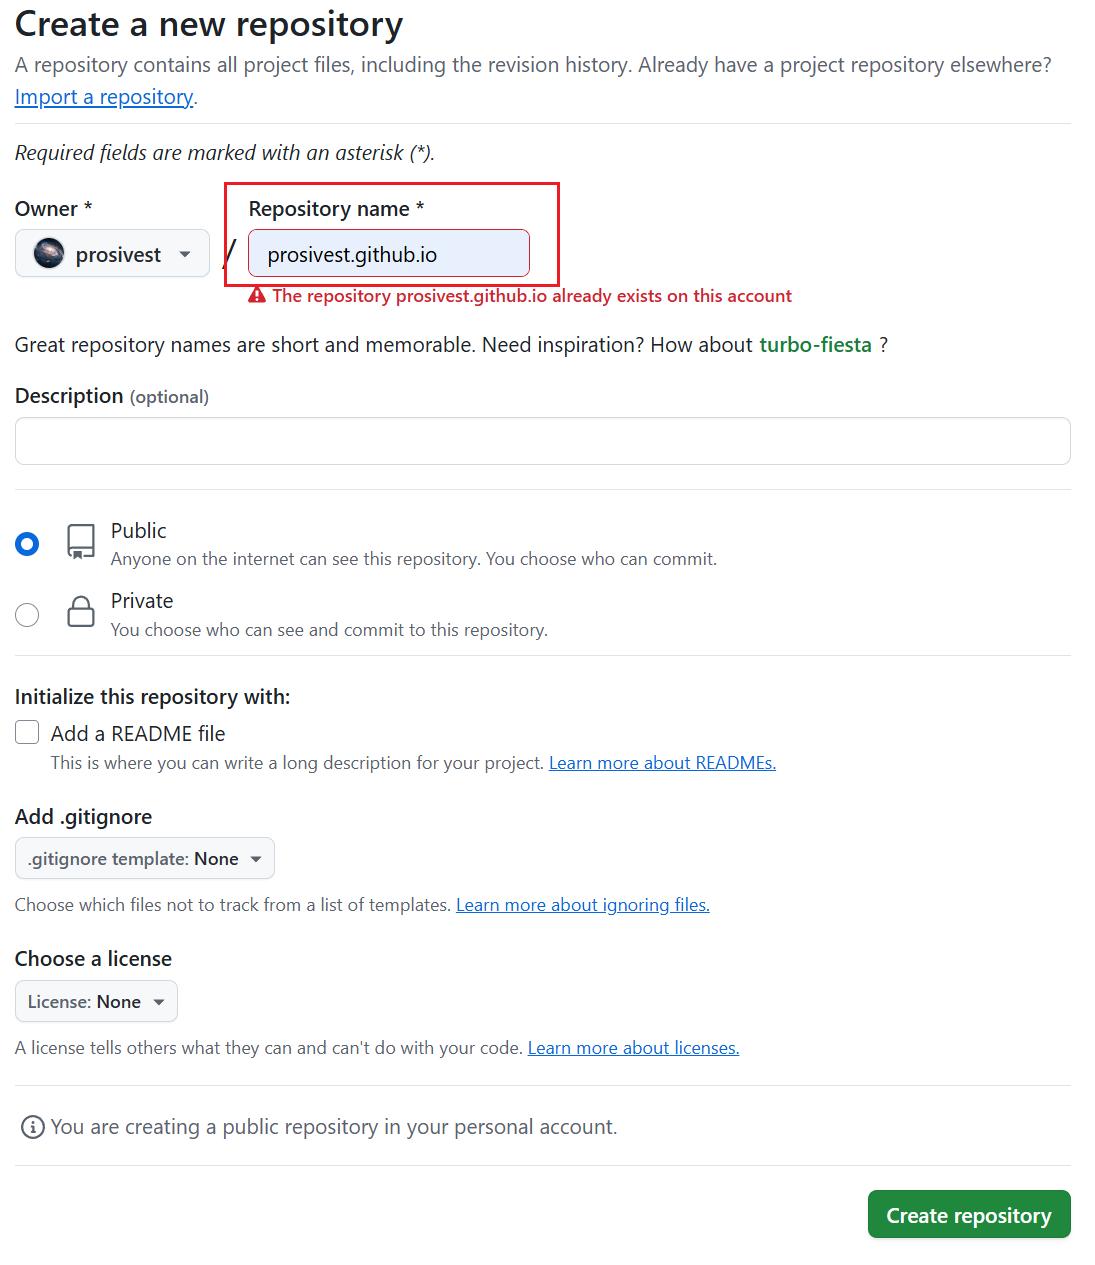 Create a new repository
A repository contains all project files, including the revision history. Already have a project repository elsewhere?
Import a repository.
Required fields are marked with an asterisk (*).
Owner *
Repository name *
prosivest
/
prosivest.github.io
The repository prosivest.github.io already exists on this account
Great repository names are short and memorable. Need inspiration? How about turbo-fiesta ?
Description (optional)
Public
Anyone on the internet can see this repository. You choose who can commit.
Private
You choose who can see and commit to this repository.
Initialize this repository with:
Add a README file
This is where you can write a long description for your project. Learn more about READMEs.
Add .gitignore
.gitignore template: None
Choose which files not to track from a list of templates. Learn more about ignoring files.
Choose a license
License: None
A license tells others what they can and can't do with your code. Learn more about licenses.
You are creating a public repository in your personal account.
Create repository